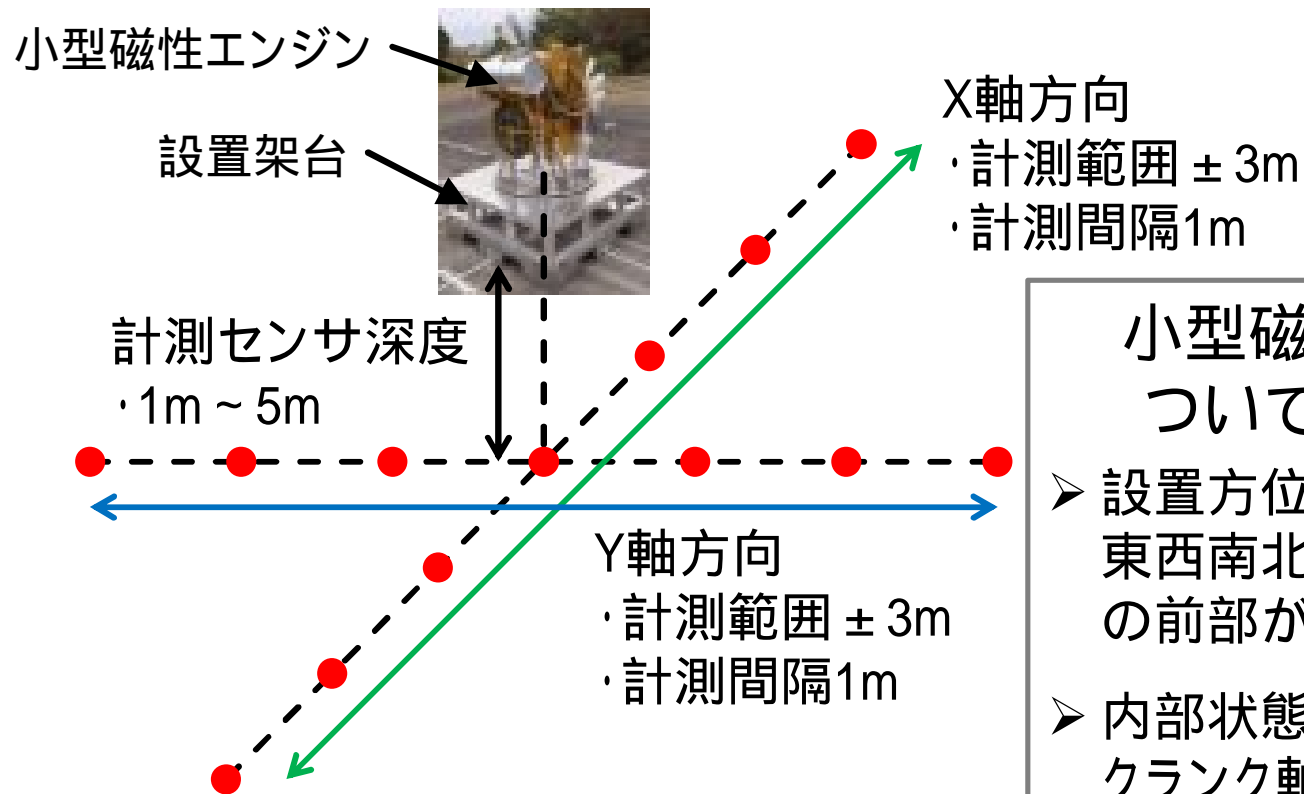 小型磁性エンジン
設置架台
X軸方向
・計測範囲 ± 3m
・計測間隔1m
計測センサ深度
・1m ~ 5m
Y軸方向
・計測範囲 ± 3m
・計測間隔1m
小型磁
ついて
➢ 設置方位
東西南北
の前部が
➢ 内部状態
クランク軸